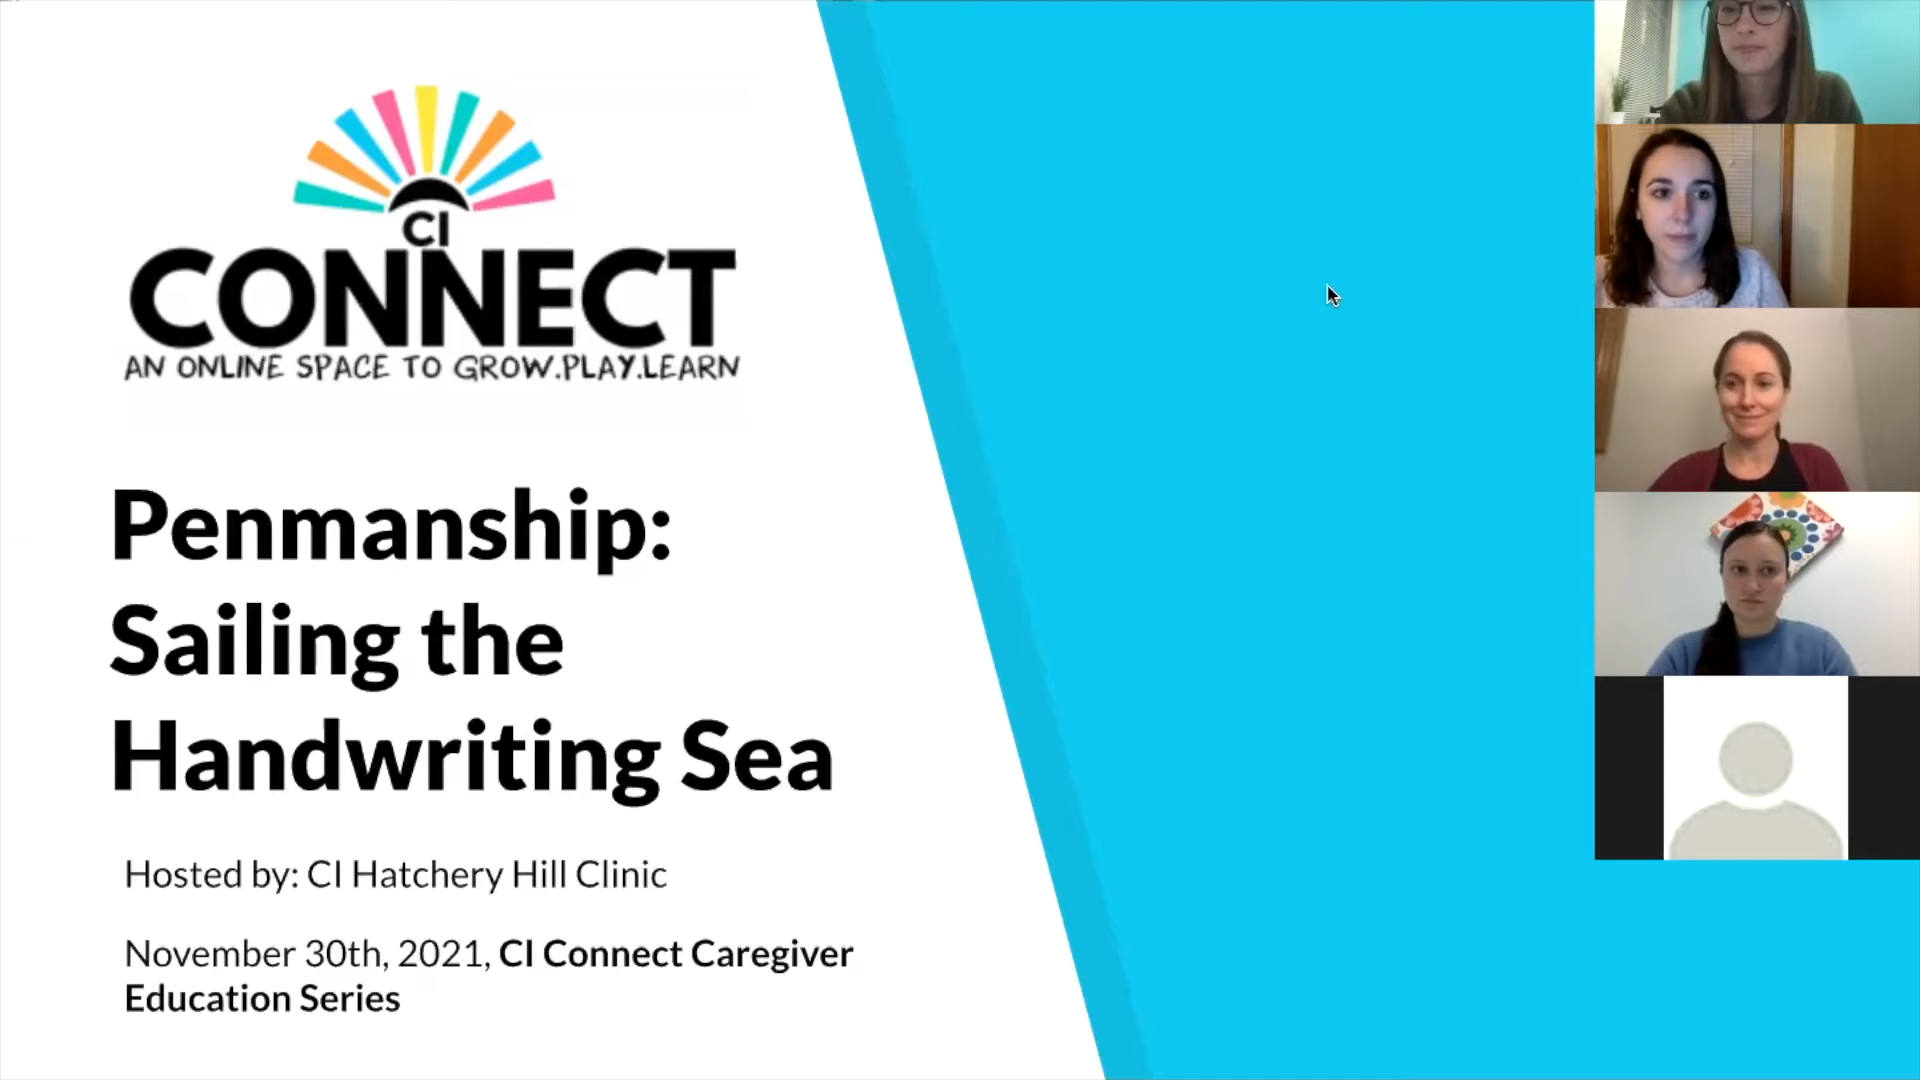 CI
CONNECT
AN ONLINE SPACE TO GROW.PLAY.LEARN
Penmanship:
Sailing the
Handwriting Sea
Hosted by: CI Hatchery Hill Clinic
November 30th, 2021, CI Connect Caregiver
Education Series